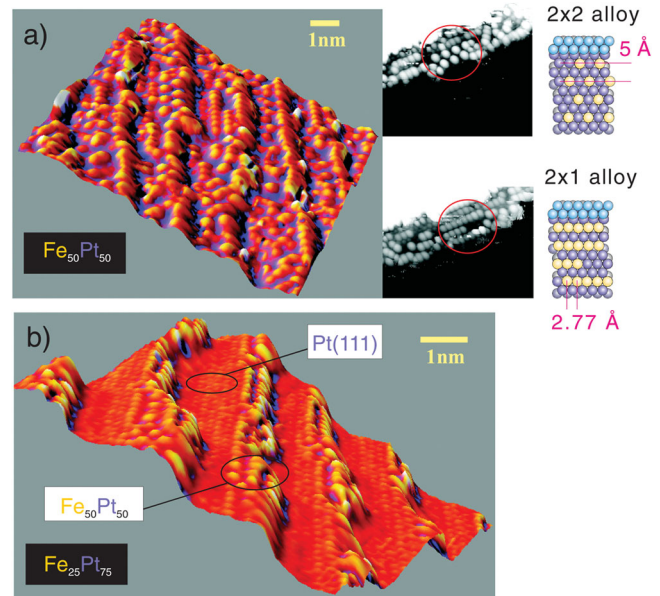 a)
1nm
2x2 alloy
5 Å
2x1 alloy
2.77 Å
Fe50Pt50
b)
Pt(111)
1nm
Fe50Pt50
Fe25Pt75